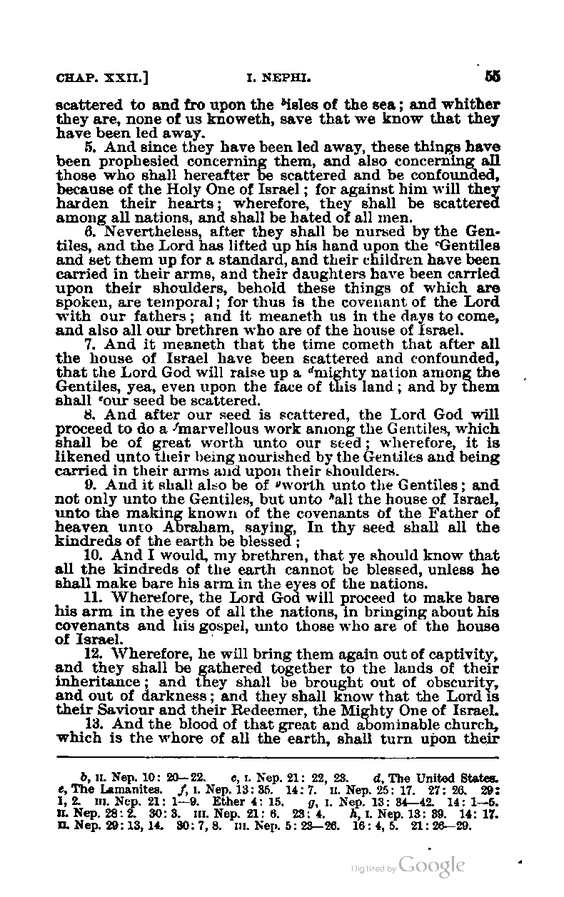 CHAP. XXII.] I. NEPHI. 55
scattered to and fro upon the ᵇisles of the sea; and whither
they are, none of us knoweth, save that we know that they
have been led away.
5. And since they have been led away, these things have
been prophesied concerning them, and also concerning all
those who shall hereafter be scattered and be confounded,
because of the Holy One of Israel; for against him will they
harden their hearts; wherefore, they shall be scattered
among all nations, and shall be hated of all men.
6. Nevertheless, after they shall be nursed by the Gen-
tiles, and the Lord has lifted up his hand upon the ᶜGentiles
and set them up for a standard, and their children have been
carried in their arms, and their daughters have been carried
upon their shoulders, behold these things of which are
spoken, are temporal; for thus is the covenant of the Lord
with our fathers; and it meaneth us in the days to come,
and also all our brethren who are of the house of Israel.
7. And it meaneth that the time cometh that after all
the house of Israel have been scattered and confounded,
that the Lord God will raise up a ᵈmighty nation among the
Gentiles, yea, even upon the face of this land; and by them
shall ᵉour seed be scattered.
8. And after our seed is scattered, the Lord God will
proceed to do a ᶠmarvellous work among the Gentiles, which
shall be of great worth unto our seed; wherefore, it is
likened unto their being nourished by the Gentiles and being
carried in their arms and upon their shoulders.
9. And it shall also be of ᵍworth unto the Gentiles; and
not only unto the Gentiles, but unto ʰall the house of Israel,
unto the making known of the covenants of the Father of
heaven unto Abraham, saying, In thy seed shall all the
kindreds of the earth be blessed;
10. And I would, my brethren, that ye should know that
all the kindreds of the earth cannot be blessed, unless he
shall make bare his arm in the eyes of the nations.
11. Wherefore, the Lord God will proceed to make bare
his arm in the eyes of all the nations, in bringing about his
covenants and his gospel, unto those who are of the house
of Israel.
12. Wherefore, he will bring them again out of captivity,
and they shall be gathered together to the lands of their
inheritance; and they shall be brought out of obscurity,
and out of darkness; and they shall know that the Lord is
their Saviour and their Redeemer, the Mighty One of Israel.
13. And the blood of that great and abominable church,
which is the whore of all the earth, shall turn upon their
b, II. Nep. 10: 20—22. c, I. Nep. 21: 22, 23. d, The United States.
e, The Lamanites. f, I. Nep. 13: 35. 14: 7. II. Nep. 25: 17. 27: 26. 29:
1, 2. III. Nep. 21: 1—9. Ether 4: 15. g, I. Nep. 13: 34—42. 14: 1—5.
II. Nep. 28: 2. 30: 3. III. Nep. 21: 6. 23: 4. h, I. Nep. 13: 39. 14: 17.
II. Nep. 29: 13, 14. 30: 7, 8. III. Nep. 5: 23—26. 16: 4, 5. 21: 26—29.
Digitized by Google